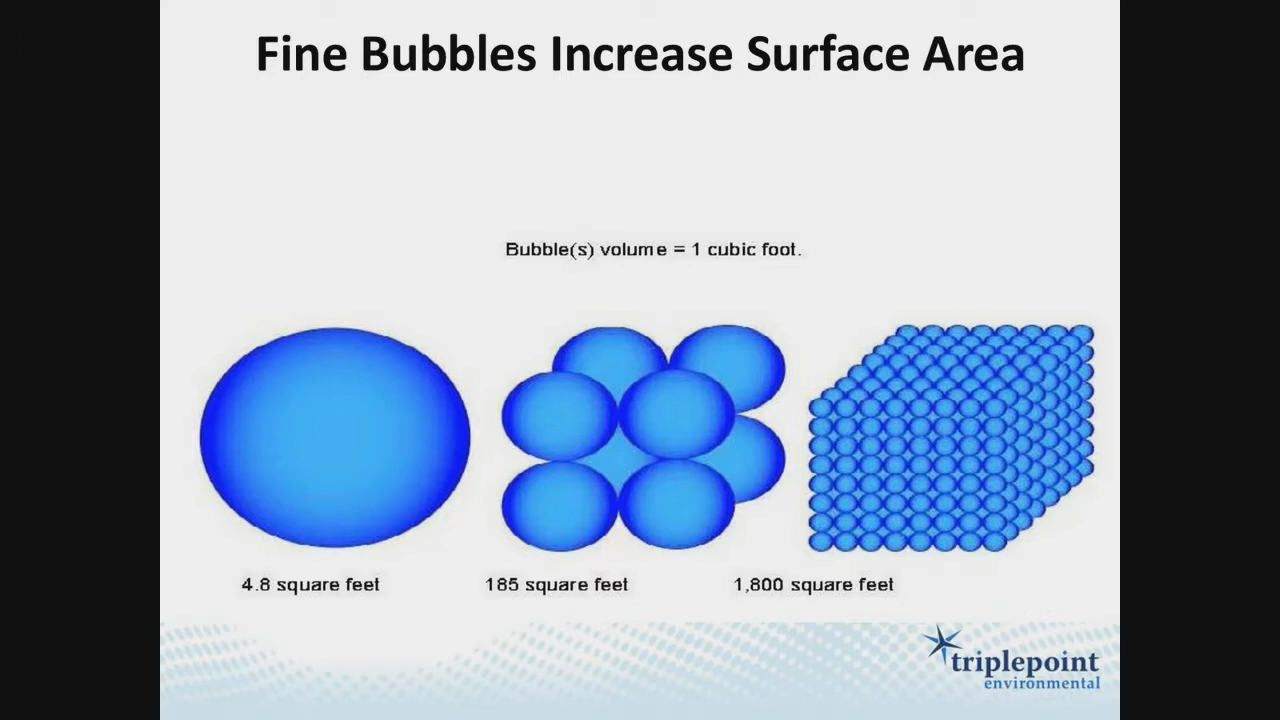 Fine Bubbles Increase Surface Area
Bubble(s) volume = 1 cubic foot.
4.8 square feet
185 square feet
1,800 square feet
triplepoint
environmental